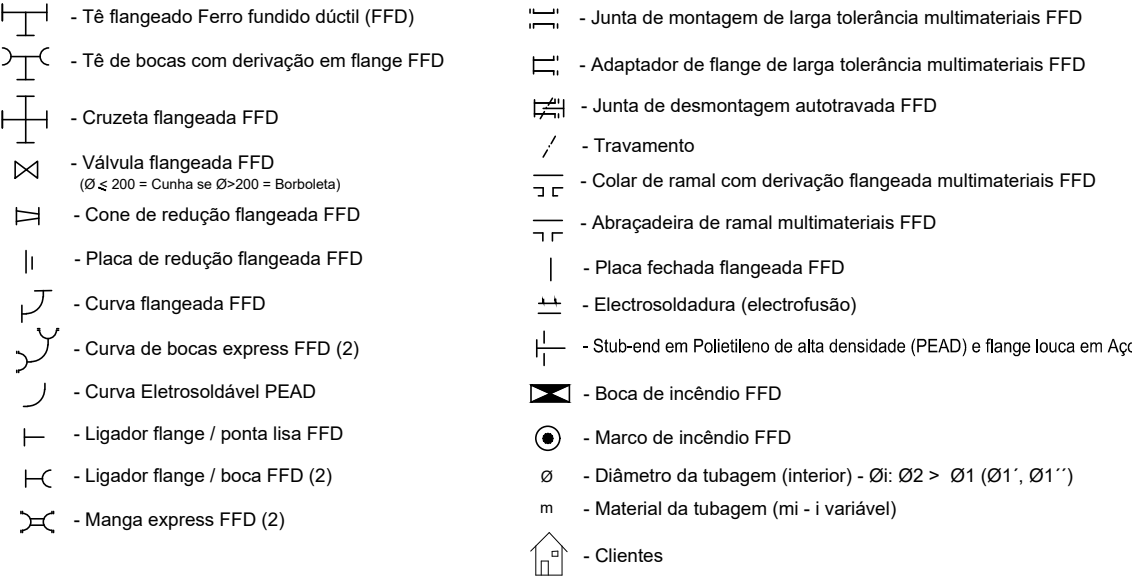 - Tê flangeado Ferro fundido dúctil (FFD)
- Tê de bocas com derivação em flange FFD
- Cruzeta flangeada FFD
- Válvula flangeada FFD
(Ø ⩽ 200 = Cunha se Ø>200 = Borboleta)
- Cone de redução flangeada FFD
- Placa de redução flangeada FFD
- Curva flangeada FFD
- Curva de bocas express FFD (2)
- Curva Eletrosoldável PEAD
- Ligador flange / ponta lisa FFD
- Ligador flange / boca FFD (2)
- Manga express FFD (2)
- Junta de montagem de larga tolerância multimateriais FFD
- Adaptador de flange de larga tolerância multimateriais FFD
- Junta de desmontagem autotravada FFD
- Travamento
- Colar de ramal com derivação flangeada multimateriais FFD
- Abraçadeira de ramal multimateriais FFD
- Placa fechada flangeada FFD
- Electrosoldadura (electrofusão)
- Stub-end em Polietileno de alta densidade (PEAD) e flange louca em Aço
- Boca de incêndio FFD
- Marco de incêndio FFD
Ø - Diâmetro da tubagem (interior) - Øi: Ø2 > Ø1 (Ø1´, Ø1´´)
m - Material da tubagem (mi - i variável)
- Clientes